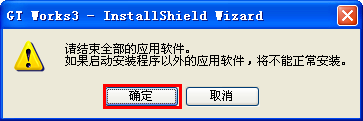 GT Works3 - InstallShield Wizard
请结束全部的应用软件。
如果启动安装程序以外的应用软件，将不能正常安装。
确定
取消